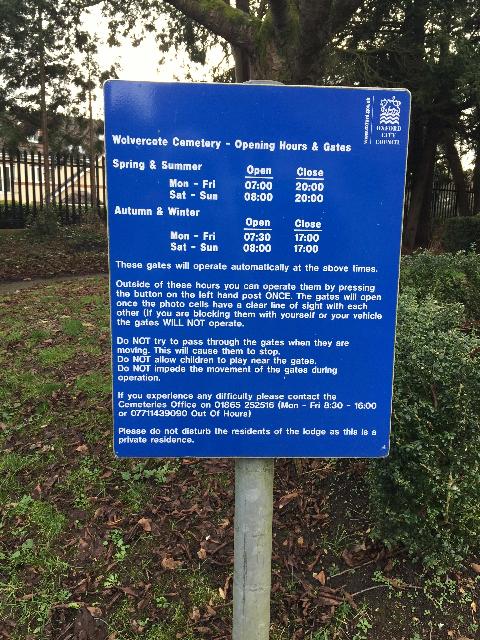 www.oxford.gov.uk
OXFORD
CITY
COUNCIL
Wolvercote Cemetery - Opening Hours & Gates
Spring & Summer
Open Close
Mon - Fri 07:00 20:00
Sat - Sun 08:00 20:00
Autumn & Winter
Open Close
Mon - Fri 07:30 17:00
Sat - Sun 08:00 17:00
These gates will operate automatically at the above times.
Outside of these hours you can operate them by pressing
the button on the left hand post ONCE. The gates will open
once the photo cells have a clear line of sight with each
other (If you are blocking them with yourself or your vehicle
the gates WILL NOT operate.
Do NOT try to pass through the gates when they are
moving. This will cause them to stop.
Do NOT allow children to play near the gates.
Do NOT impede the movement of the gates during
operation.
If you experience any difficulty please contact the
Cemeteries Office on 01865 252516 (Mon - Fri 8:30 - 16:00
or 07711439090 Out Of Hours)
Please do not disturb the residents of the lodge as this is a
private residence.